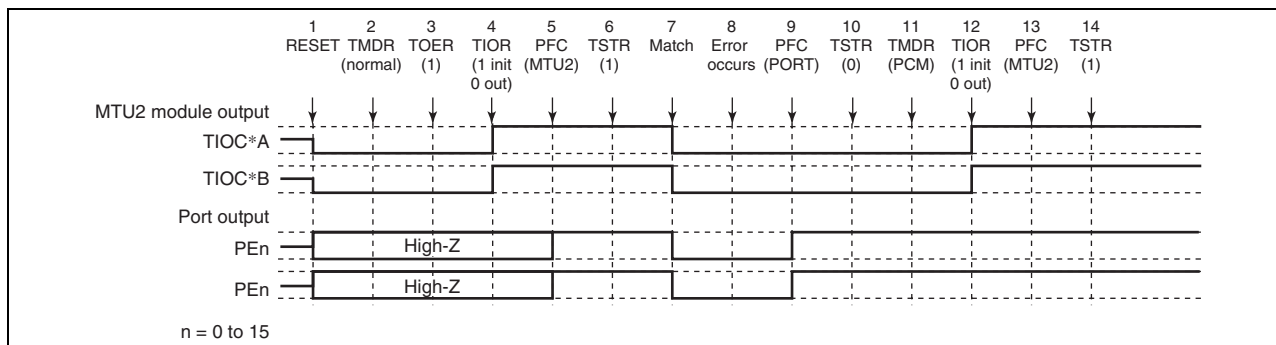 1 2 3 4 5 6 7 8 9 10 11 12 13 14
RESET TMDR TOER TIOR PFC TSTR Match Error PFC TSTR TMDR TIOR PFC TSTR
(normal) (1) (1 init (MTU2) (1) occurs (PORT) (0) (PCM) (1 init (MTU2) (1)
0 out) 0 out)
MTU2 module output
TIOC*A
TIOC*B
Port output
PEn High-Z
PEn High-Z
n = 0 to 15